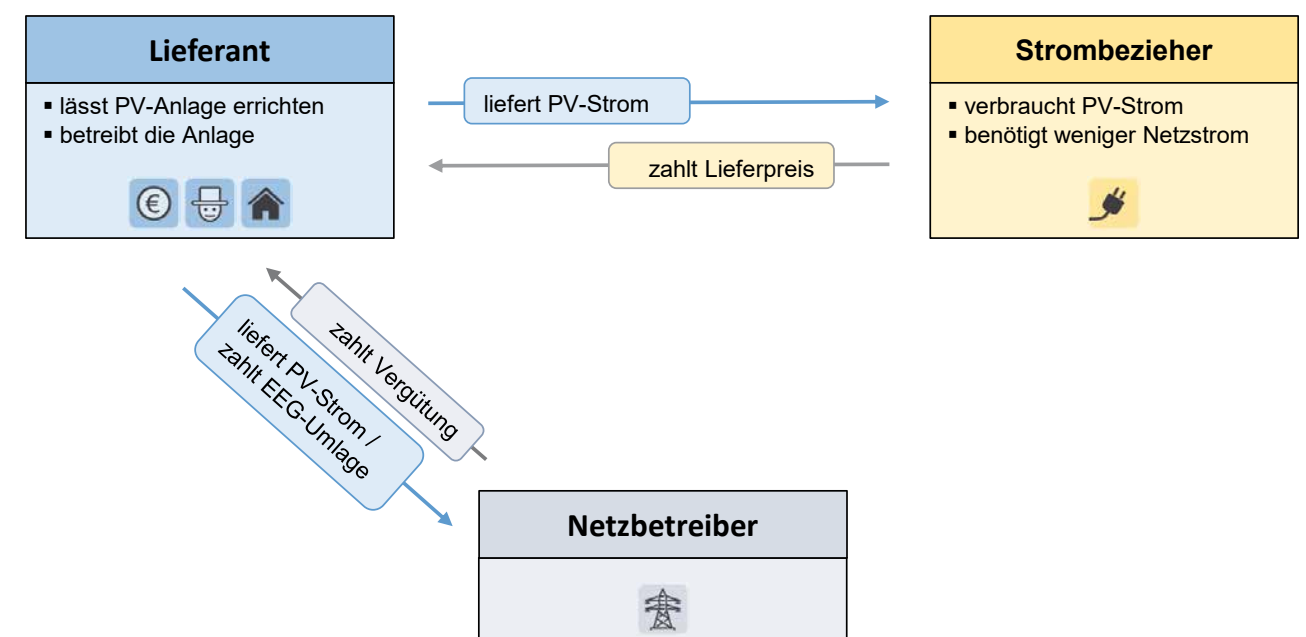 Lieferant
▪ lässt PV-Anlage errichten
▪ betreibt die Anlage
€
liefert PV-Strom
zahlt Lieferpreis
Strombezieher
▪ verbraucht PV-Strom
▪ benötigt weniger Netzstrom
liefert PV-Strom /
zahlt EEG-Umlage
zahlt Vergütung
Netzbetreiber